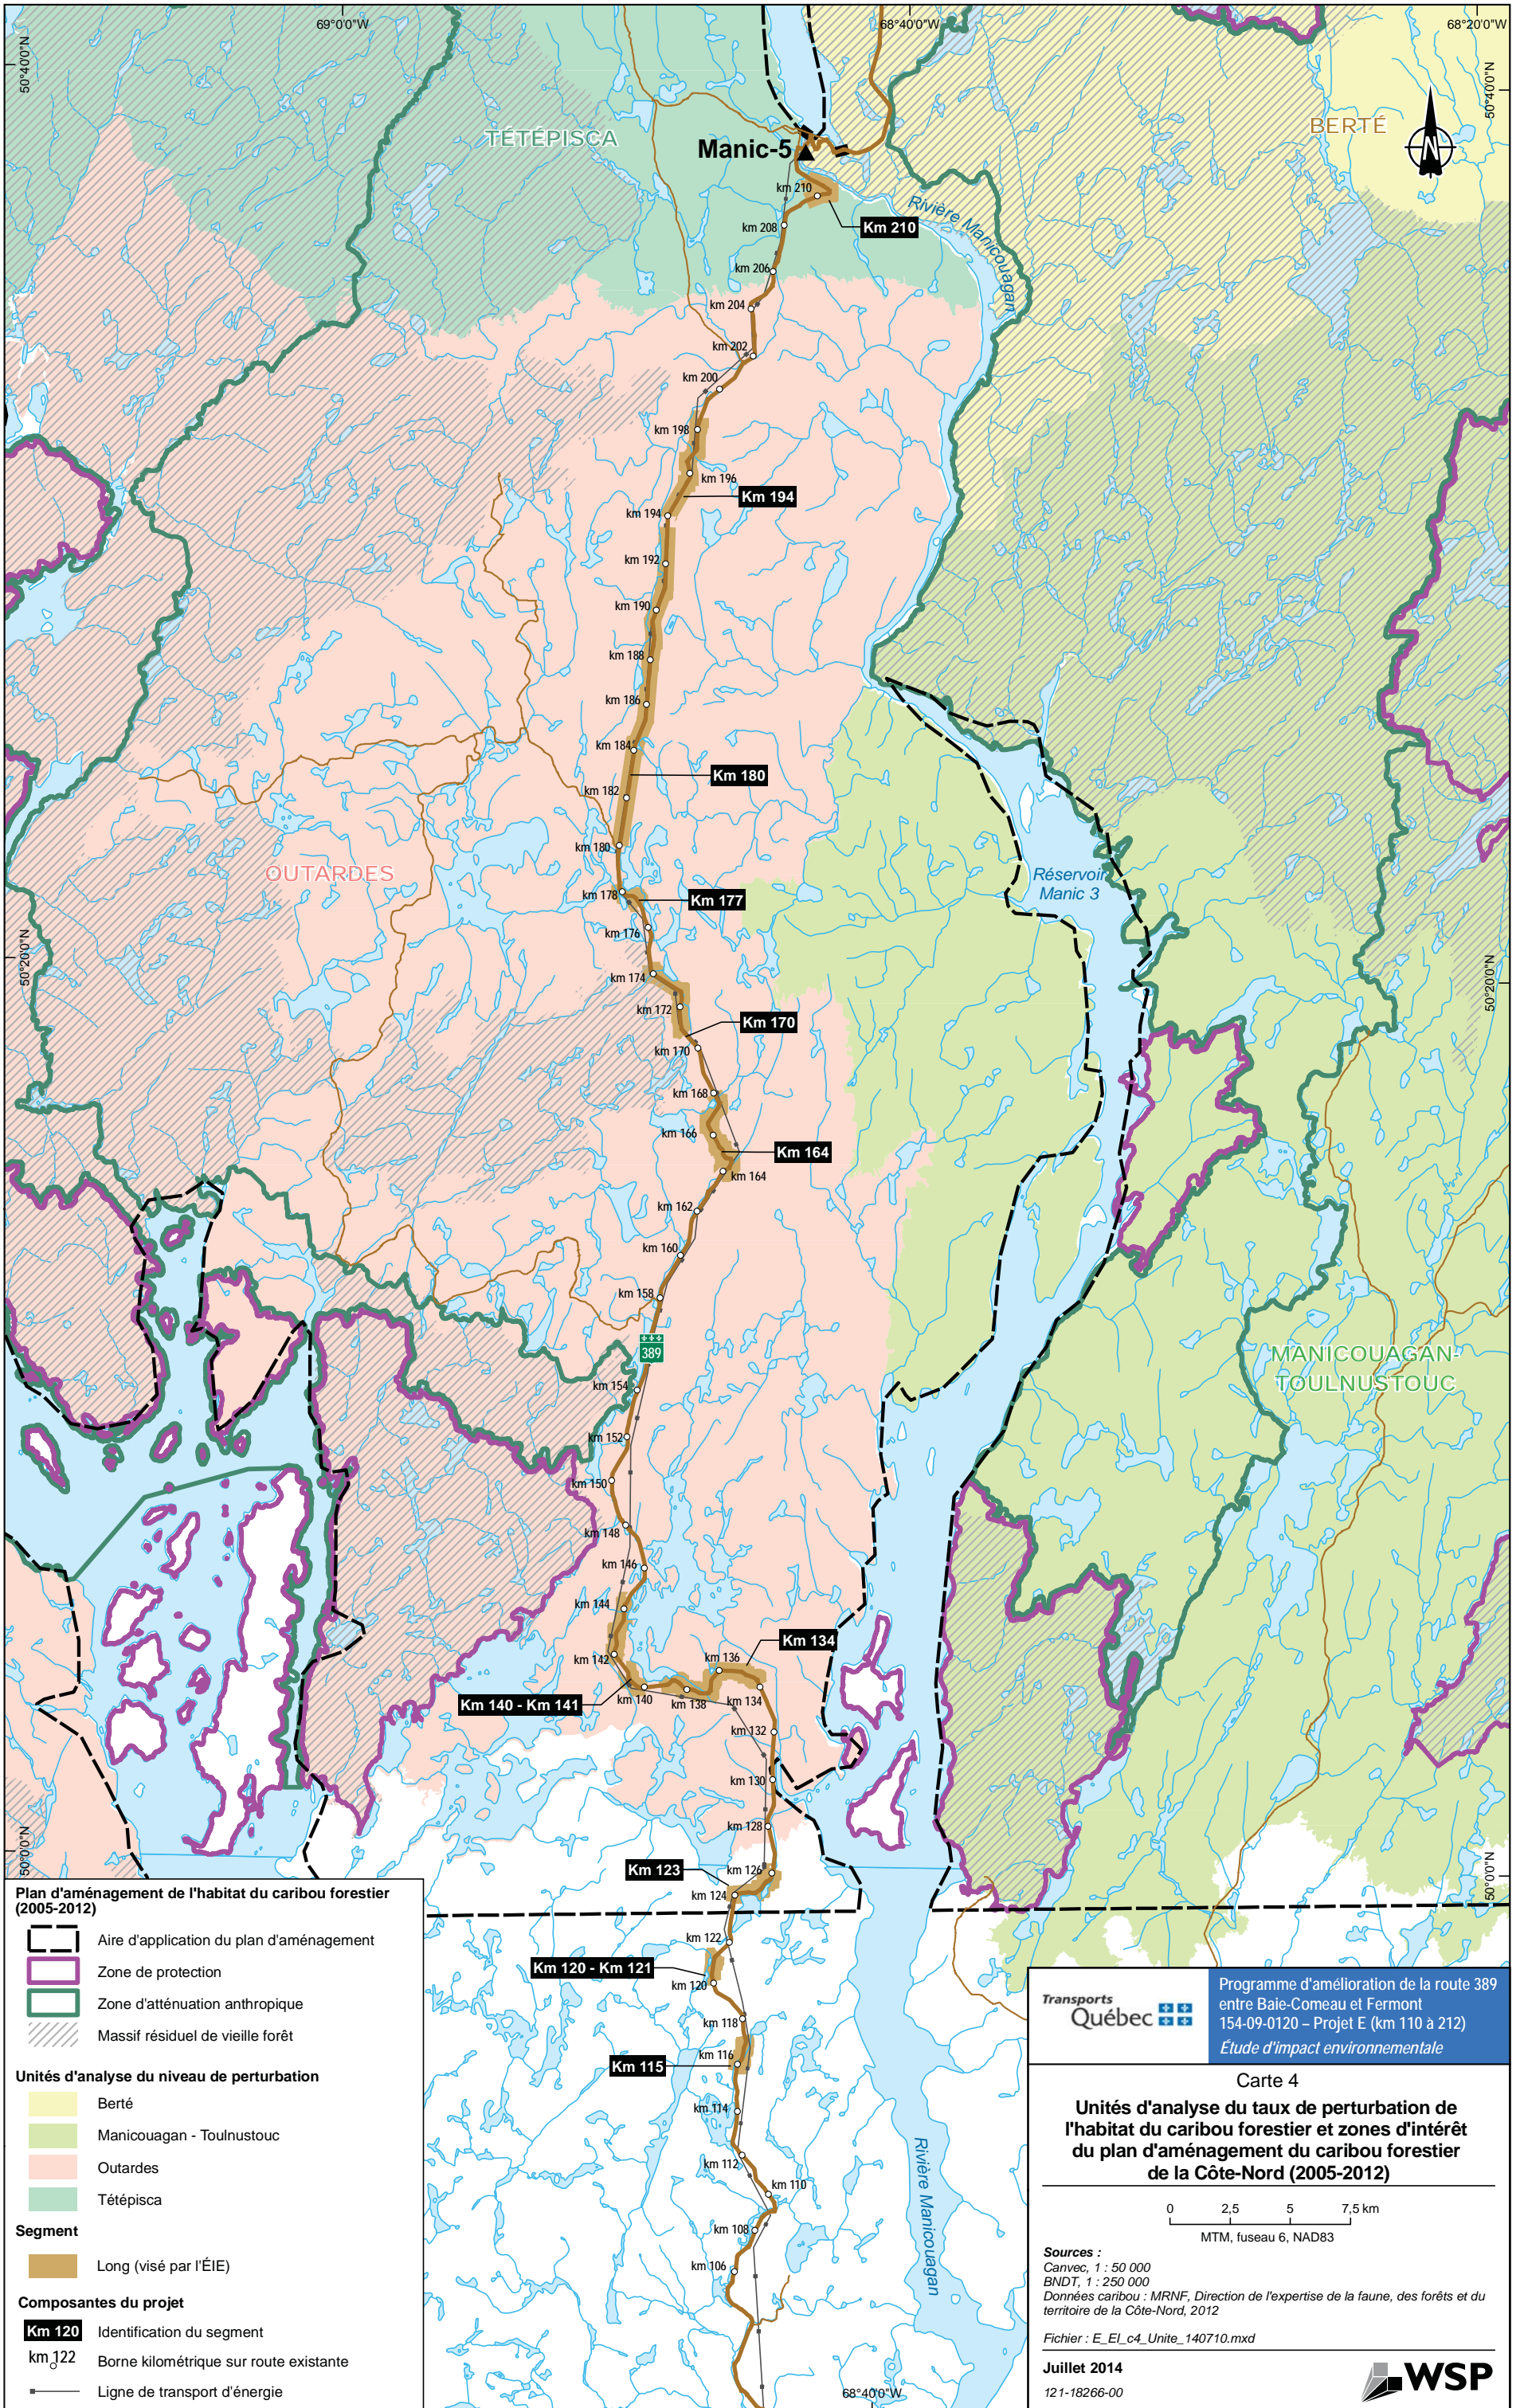 69°0'0"W
68°40'0"W
68°20'0"W
50°40'0"N
50°40'0"N
TÉTÉPISCA
BERTÉ
N
Manic-5
km 210
Km 210
Rivière Manicouagan
km 208
km 206
km 204
km 202
km 200
km 198
km 196
Km 194
km 194
km 192
km 190
km 188
km 186
km 184
Km 180
km 182
km 180
OUTARDES
Réservoir
Manic 3
km 178
Km 177
km 176
50°20'0"N
50°20'0"N
km 174
km 172
Km 170
km 170
km 168
km 166
Km 164
km 164
km 162
km 160
km 158
389
MANICOUAGAN-
TOULNUSTOUC
km 154
km 152
km 150
km 148
km 146
km 144
Km 134
km 142
km 136
km 140
km 138
km 134
Km 140 - Km 141
km 132
km 130
km 128
50°0'0"N
50°0'0"N
Km 123
km 126
km 124
km 122
Km 120 - Km 121
km 120
km 118
km 116
Km 115
km 114
km 112
km 110
km 108
km 106
Rivière Manicouagan
68°40'0"W
Plan d'aménagement de l'habitat du caribou forestier
(2005-2012)
Aire d'application du plan d'aménagement
Zone de protection
Zone d'atténuation anthropique
Massif résiduel de vieille forêt
Unités d'analyse du niveau de perturbation
Berté
Manicouagan - Toulnustouc
Outardes
Tétépisca
Segment
Long (visé par l'ÉIE)
Composantes du projet
Km 120 Identification du segment
km 122 Borne kilométrique sur route existante
Ligne de transport d'énergie
Transports
Québec
Programme d'amélioration de la route 389
entre Baie-Comeau et Fermont
154-09-0120 – Projet E (km 110 à 212)
Étude d'impact environnementale
Carte 4
Unités d'analyse du taux de perturbation de
l'habitat du caribou forestier et zones d'intérêt
du plan d'aménagement du caribou forestier
de la Côte-Nord (2005-2012)
0 2,5 5 7,5 km
MTM, fuseau 6, NAD83
Sources :
Canvec, 1 : 50 000
BNDT, 1 : 250 000
Données caribou : MRNF, Direction de l'expertise de la faune, des forêts et du
territoire de la Côte-Nord, 2012
Fichier : E_EI_c4_Unite_140710.mxd
Juillet 2014
121-18266-00
WSP